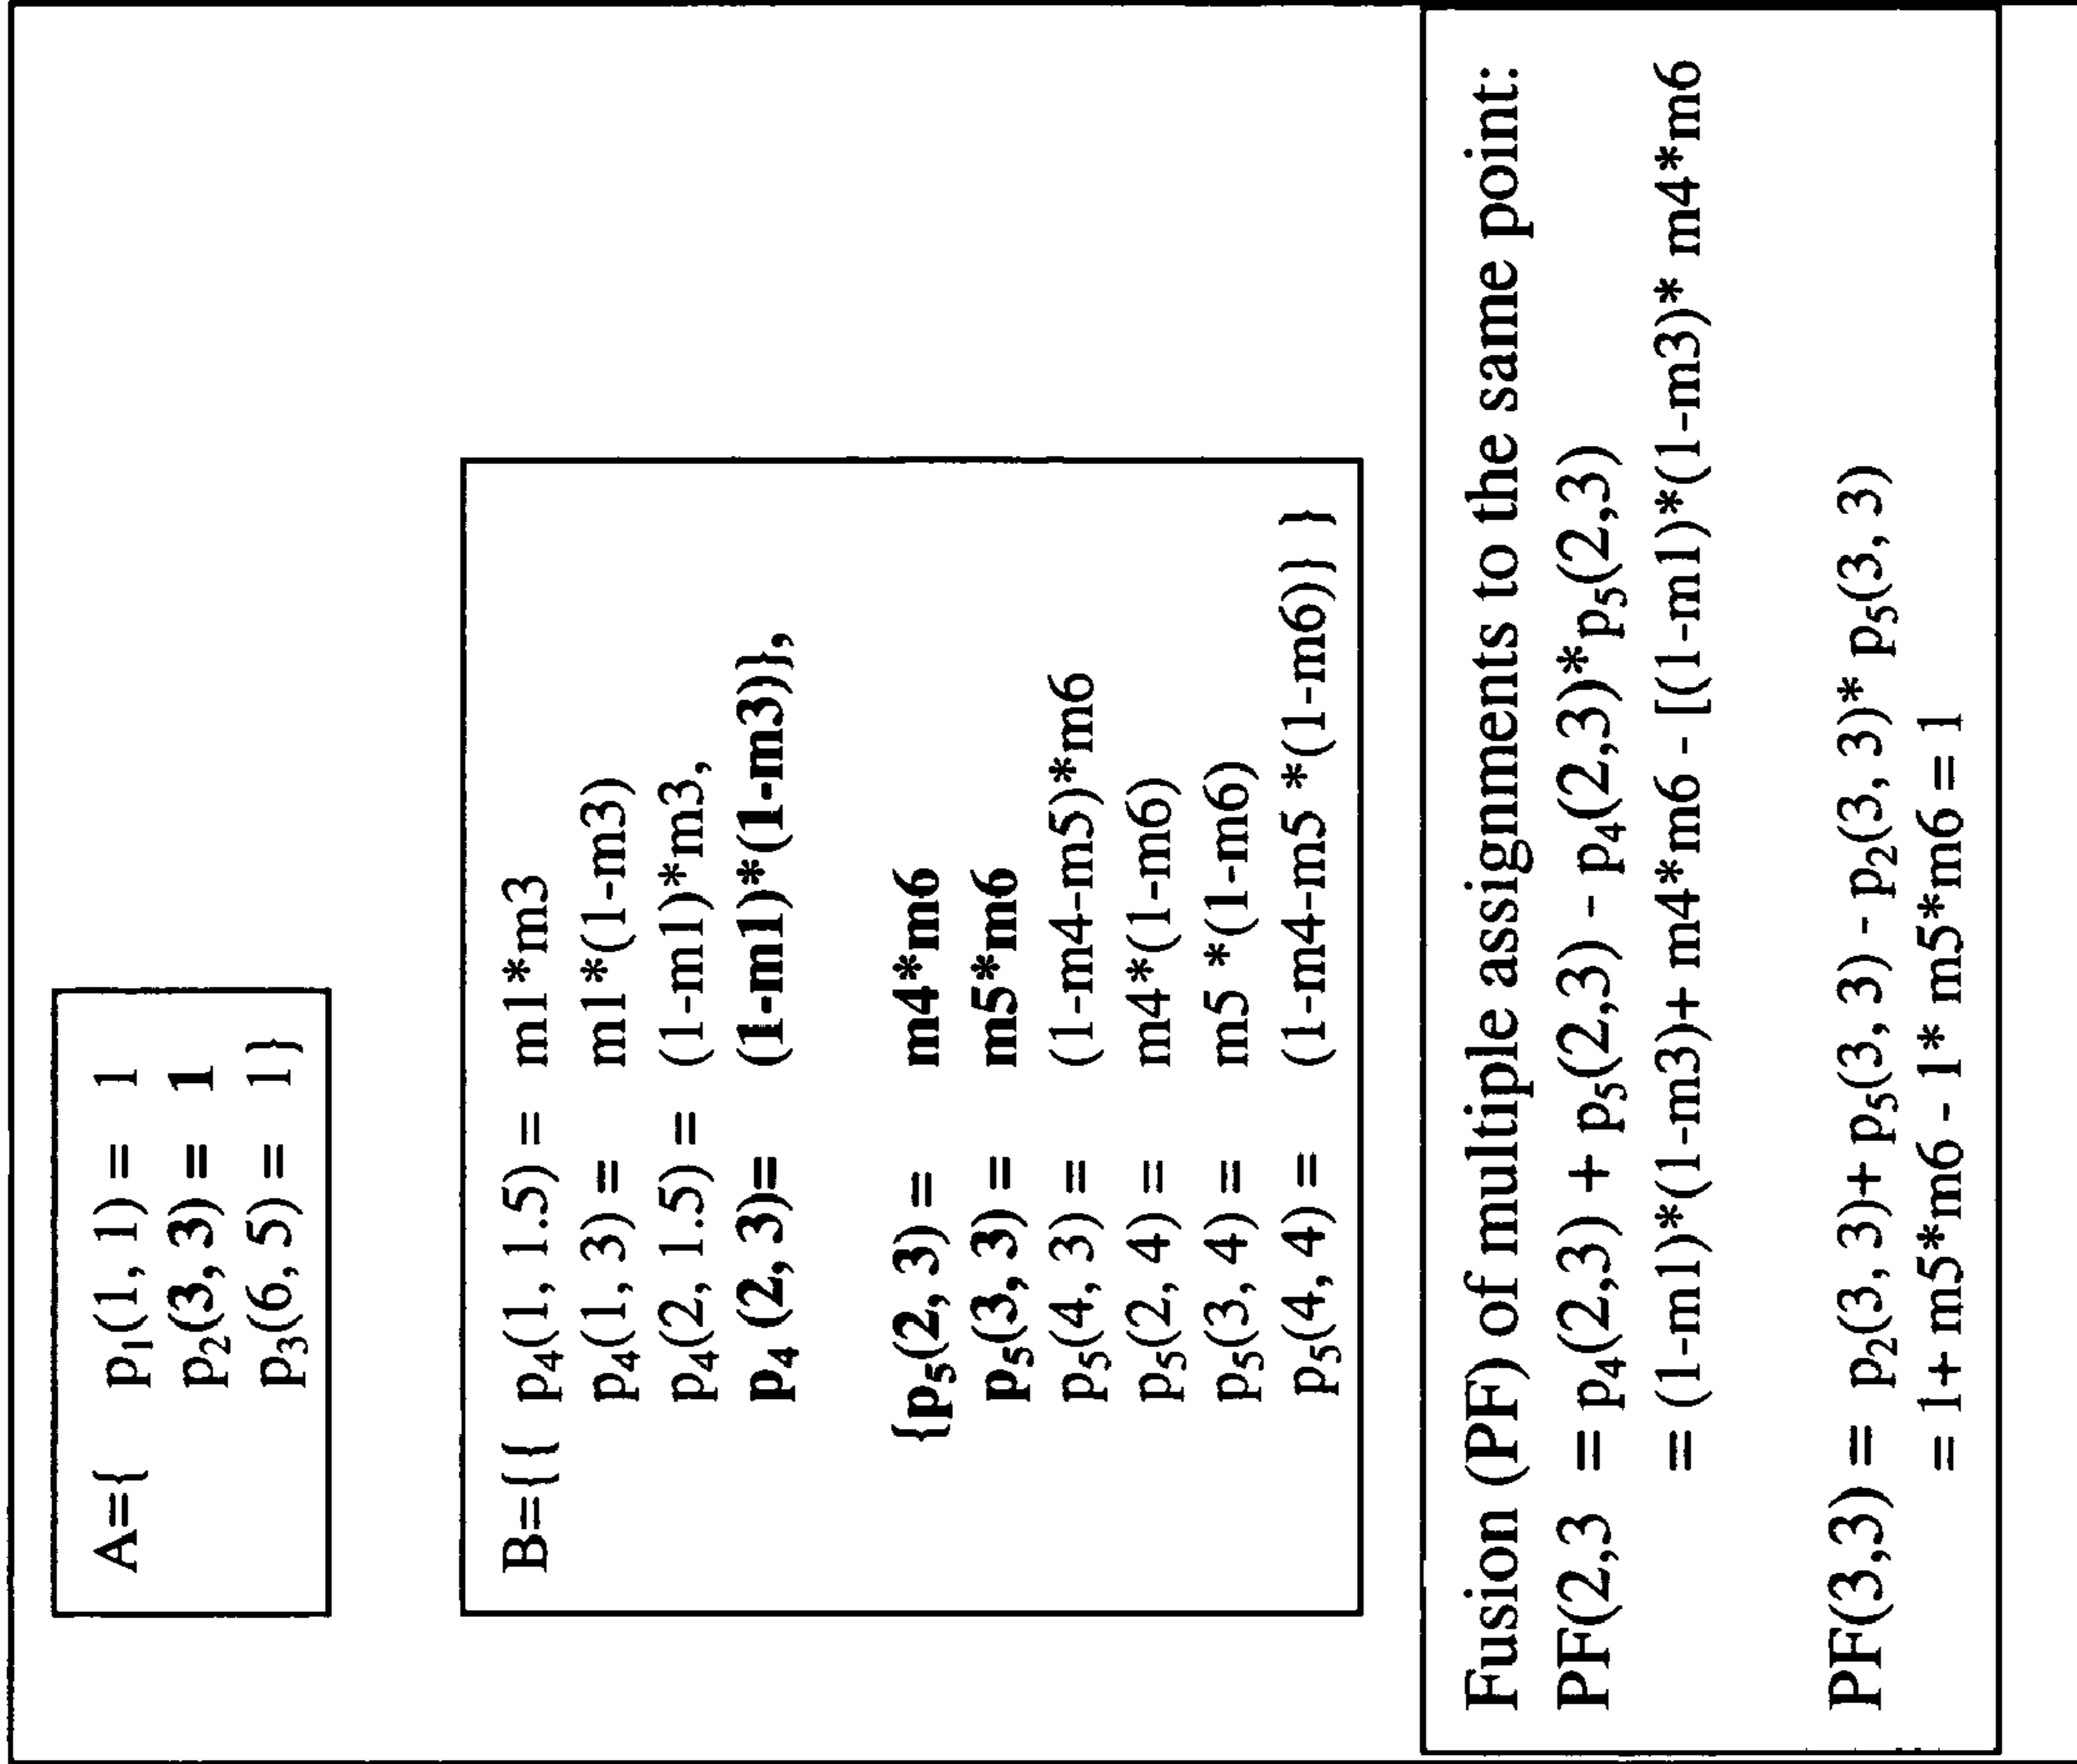 A={ p₁(1, 1) = 1
p₂(3, 3) = 1
p₃(6, 5) = 1}
B={{ p₄(1, 1.5) = m1*m3
p₄(1, 3) = m1*(1-m3)
p₄(2, 1.5) = (1-m1)*m3,
p₄ (2, 3)= (1-m1)*(1-m3)},
{p₅(2, 3) = m4*m6
p₅(3, 3) = m5*m6
p₅(4, 3) = (1-m4-m5)*m6
p₅(2, 4) = m4*(1-m6)
p₅(3, 4) = m5 *(1-m6)
p₅(4, 4) = (1-m4-m5 *(1-m6)} }
Fusion (PF) of multiple assignments to the same point:
PF(2,3 = p₄(2,3) + p₅(2,3) - p₄(2,3)*p₅(2,3)
= (1-m1)*(1-m3)+ m4*m6 - [(1-m1)*(1-m3)* m4*m6
PF(3,3) = p₂(3, 3)+ p₅(3, 3) - p₂(3, 3)* p₅(3, 3)
= 1+ m5*m6 - 1* m5*m6 = 1